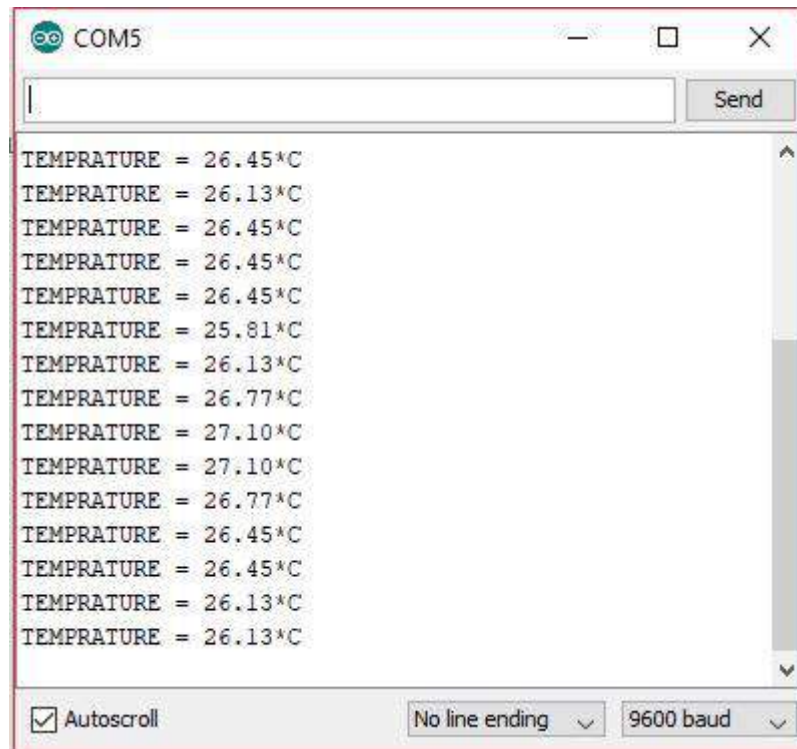 COM5
Send
TEMPRATURE = 26.45*C
TEMPRATURE = 26.13*C
TEMPRATURE = 26.45*C
TEMPRATURE = 26.45*C
TEMPRATURE = 26.45*C
TEMPRATURE = 25.81*C
TEMPRATURE = 26.13*C
TEMPRATURE = 26.77*C
TEMPRATURE = 27.10*C
TEMPRATURE = 27.10*C
TEMPRATURE = 26.77*C
TEMPRATURE = 26.45*C
TEMPRATURE = 26.45*C
TEMPRATURE = 26.13*C
TEMPRATURE = 26.13*C
Autoscroll No line ending 9600 baud